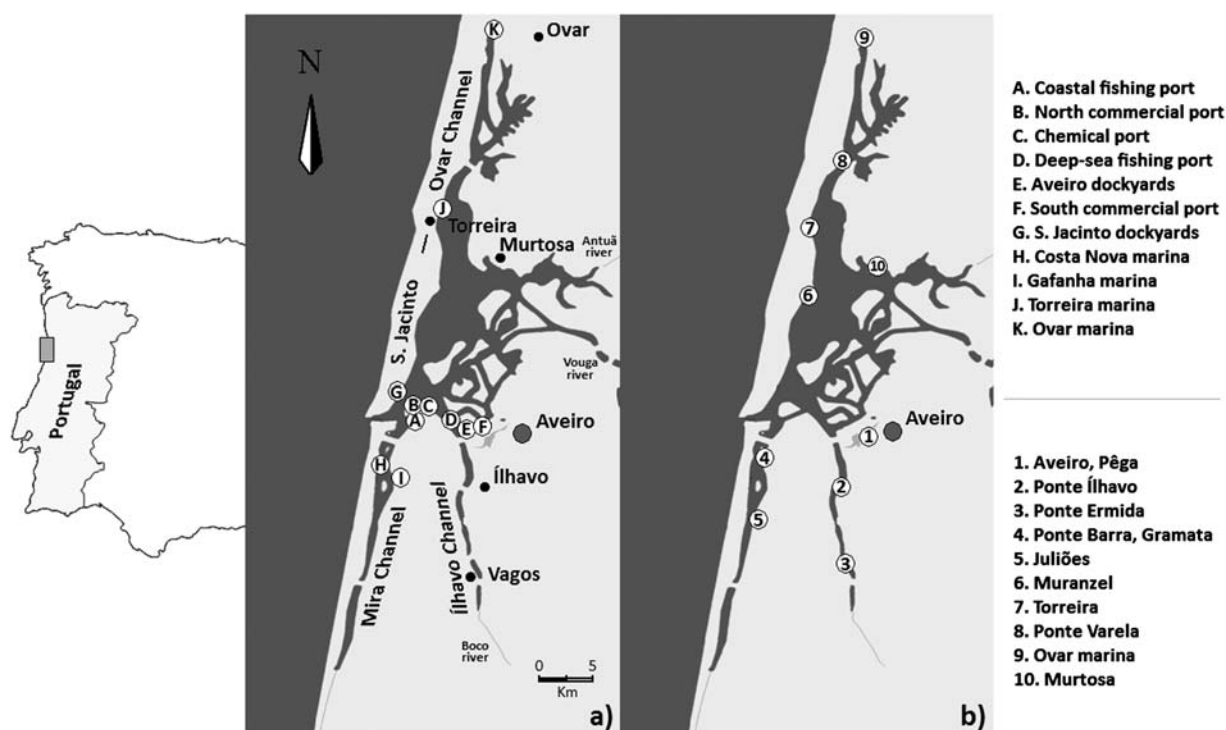 Portugal
N
K
Ovar
Ovar Channel
J
Torreira
Murtosa
Antuã
river
S. Jacinto
Vouga
river
G
B
C
A
D
E
F
Aveiro
H
I
Ílhavo
Mira Channel
Ílhavo Channel
Vagos
Boco
river
0 5
Km
a)
9
8
7
10
6
Aveiro
1
4
2
5
3
b)
A. Coastal fishing port
B. North commercial port
C. Chemical port
D. Deep-sea fishing port
E. Aveiro dockyards
F. South commercial port
G. S. Jacinto dockyards
H. Costa Nova marina
I. Gafanha marina
J. Torreira marina
K. Ovar marina
1. Aveiro, Pêga
2. Ponte Ílhavo
3. Ponte Ermida
4. Ponte Barra, Gramata
5. Juliões
6. Muranzel
7. Torreira
8. Ponte Varela
9. Ovar marina
10. Murtosa